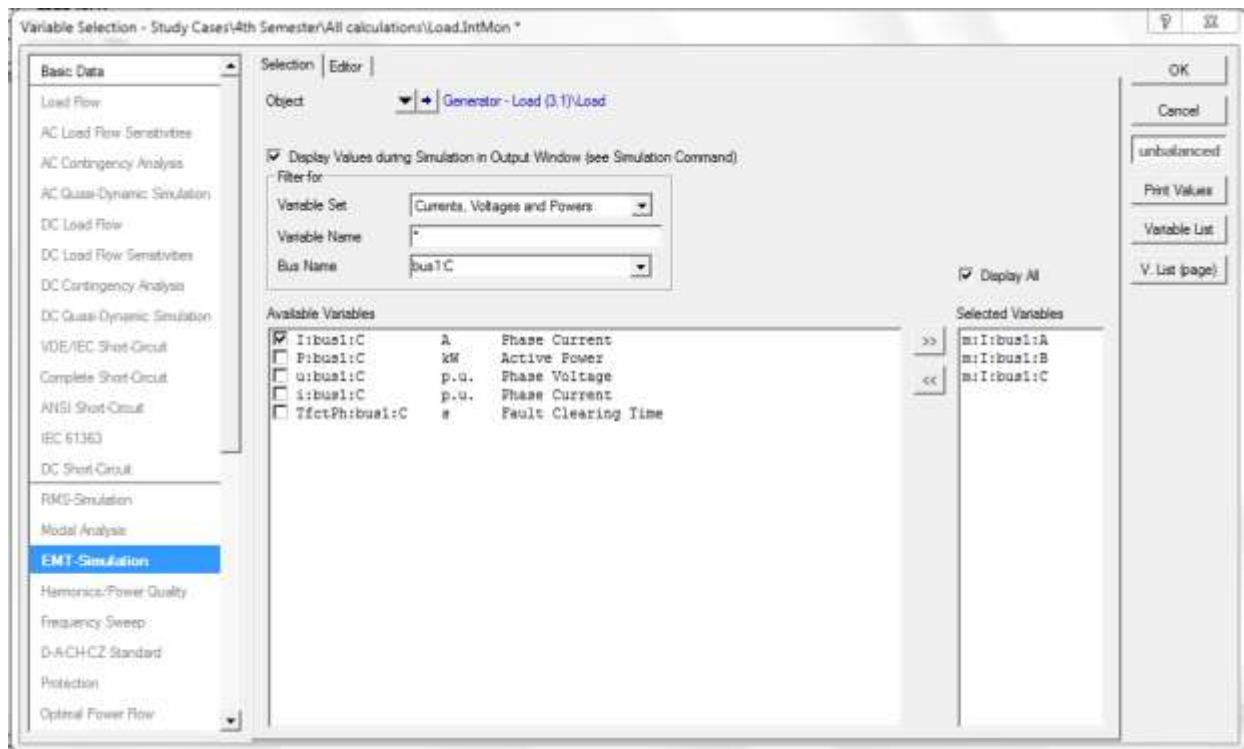 Variable Selection - Study Cases\4th Semester\All calculations\Load.IntMon *
Basic Data
Load Flow
AC Load Flow Sensitivities
AC Contingency Analysis
AC Quasi-Dynamic Simulation
DC Load Flow
DC Load Flow Sensitivities
DC Contingency Analysis
DC Quasi-Dynamic Simulation
VDE/IEC Short-Circuit
Complete Short-Circuit
ANSI Short-Circuit
IEC 61363
DC Short-Circuit
RMS-Simulation
Modal Analysis
EMT-Simulation
Harmonics/Power Quality
Frequency Sweep
D-A-CH-CZ Standard
Protection
Optimal Power Flow
Selection Editor
Object Generator - Load (3.1)\Load
Display Values during Simulation in Output Window (see Simulation Command)
Filter for
Variable Set Currents, Voltages and Powers
Variable Name *
Bus Name bus1:C
Display All
Available Variables
I:bus1:C A Phase Current
P:bus1:C kW Active Power
u:bus1:C p.u. Phase Voltage
i:bus1:C p.u. Phase Current
TfctPh:bus1:C s Fault Clearing Time
>>
<<
Selected Variables
m:I:bus1:A
m:I:bus1:B
m:I:bus1:C
OK
Cancel
unbalanced
Print Values
Variable List
V. List (page)